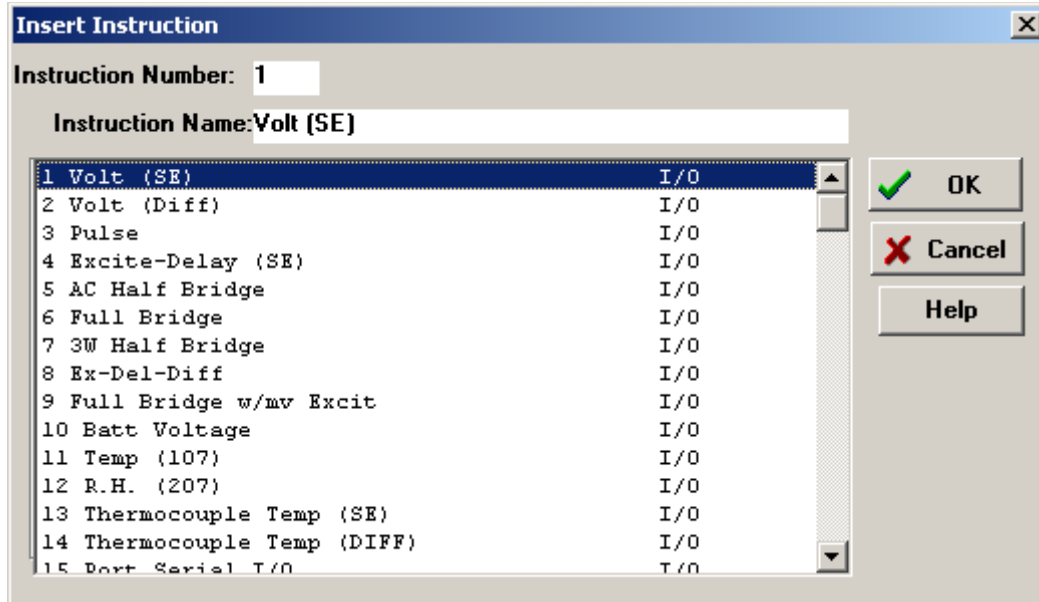 Insert Instruction
Instruction Number: 1
Instruction Name: Volt (SE)
1 Volt (SE) I/O
2 Volt (Diff) I/O
3 Pulse I/O
4 Excite-Delay (SE) I/O
5 AC Half Bridge I/O
6 Full Bridge I/O
7 3W Half Bridge I/O
8 Ex-Del-Diff I/O
9 Full Bridge w/mv Excit I/O
10 Batt Voltage I/O
11 Temp (107) I/O
12 R.H. (207) I/O
13 Thermocouple Temp (SE) I/O
14 Thermocouple Temp (DIFF) I/O
15 Port Serial I/O I/O
OK
Cancel
Help